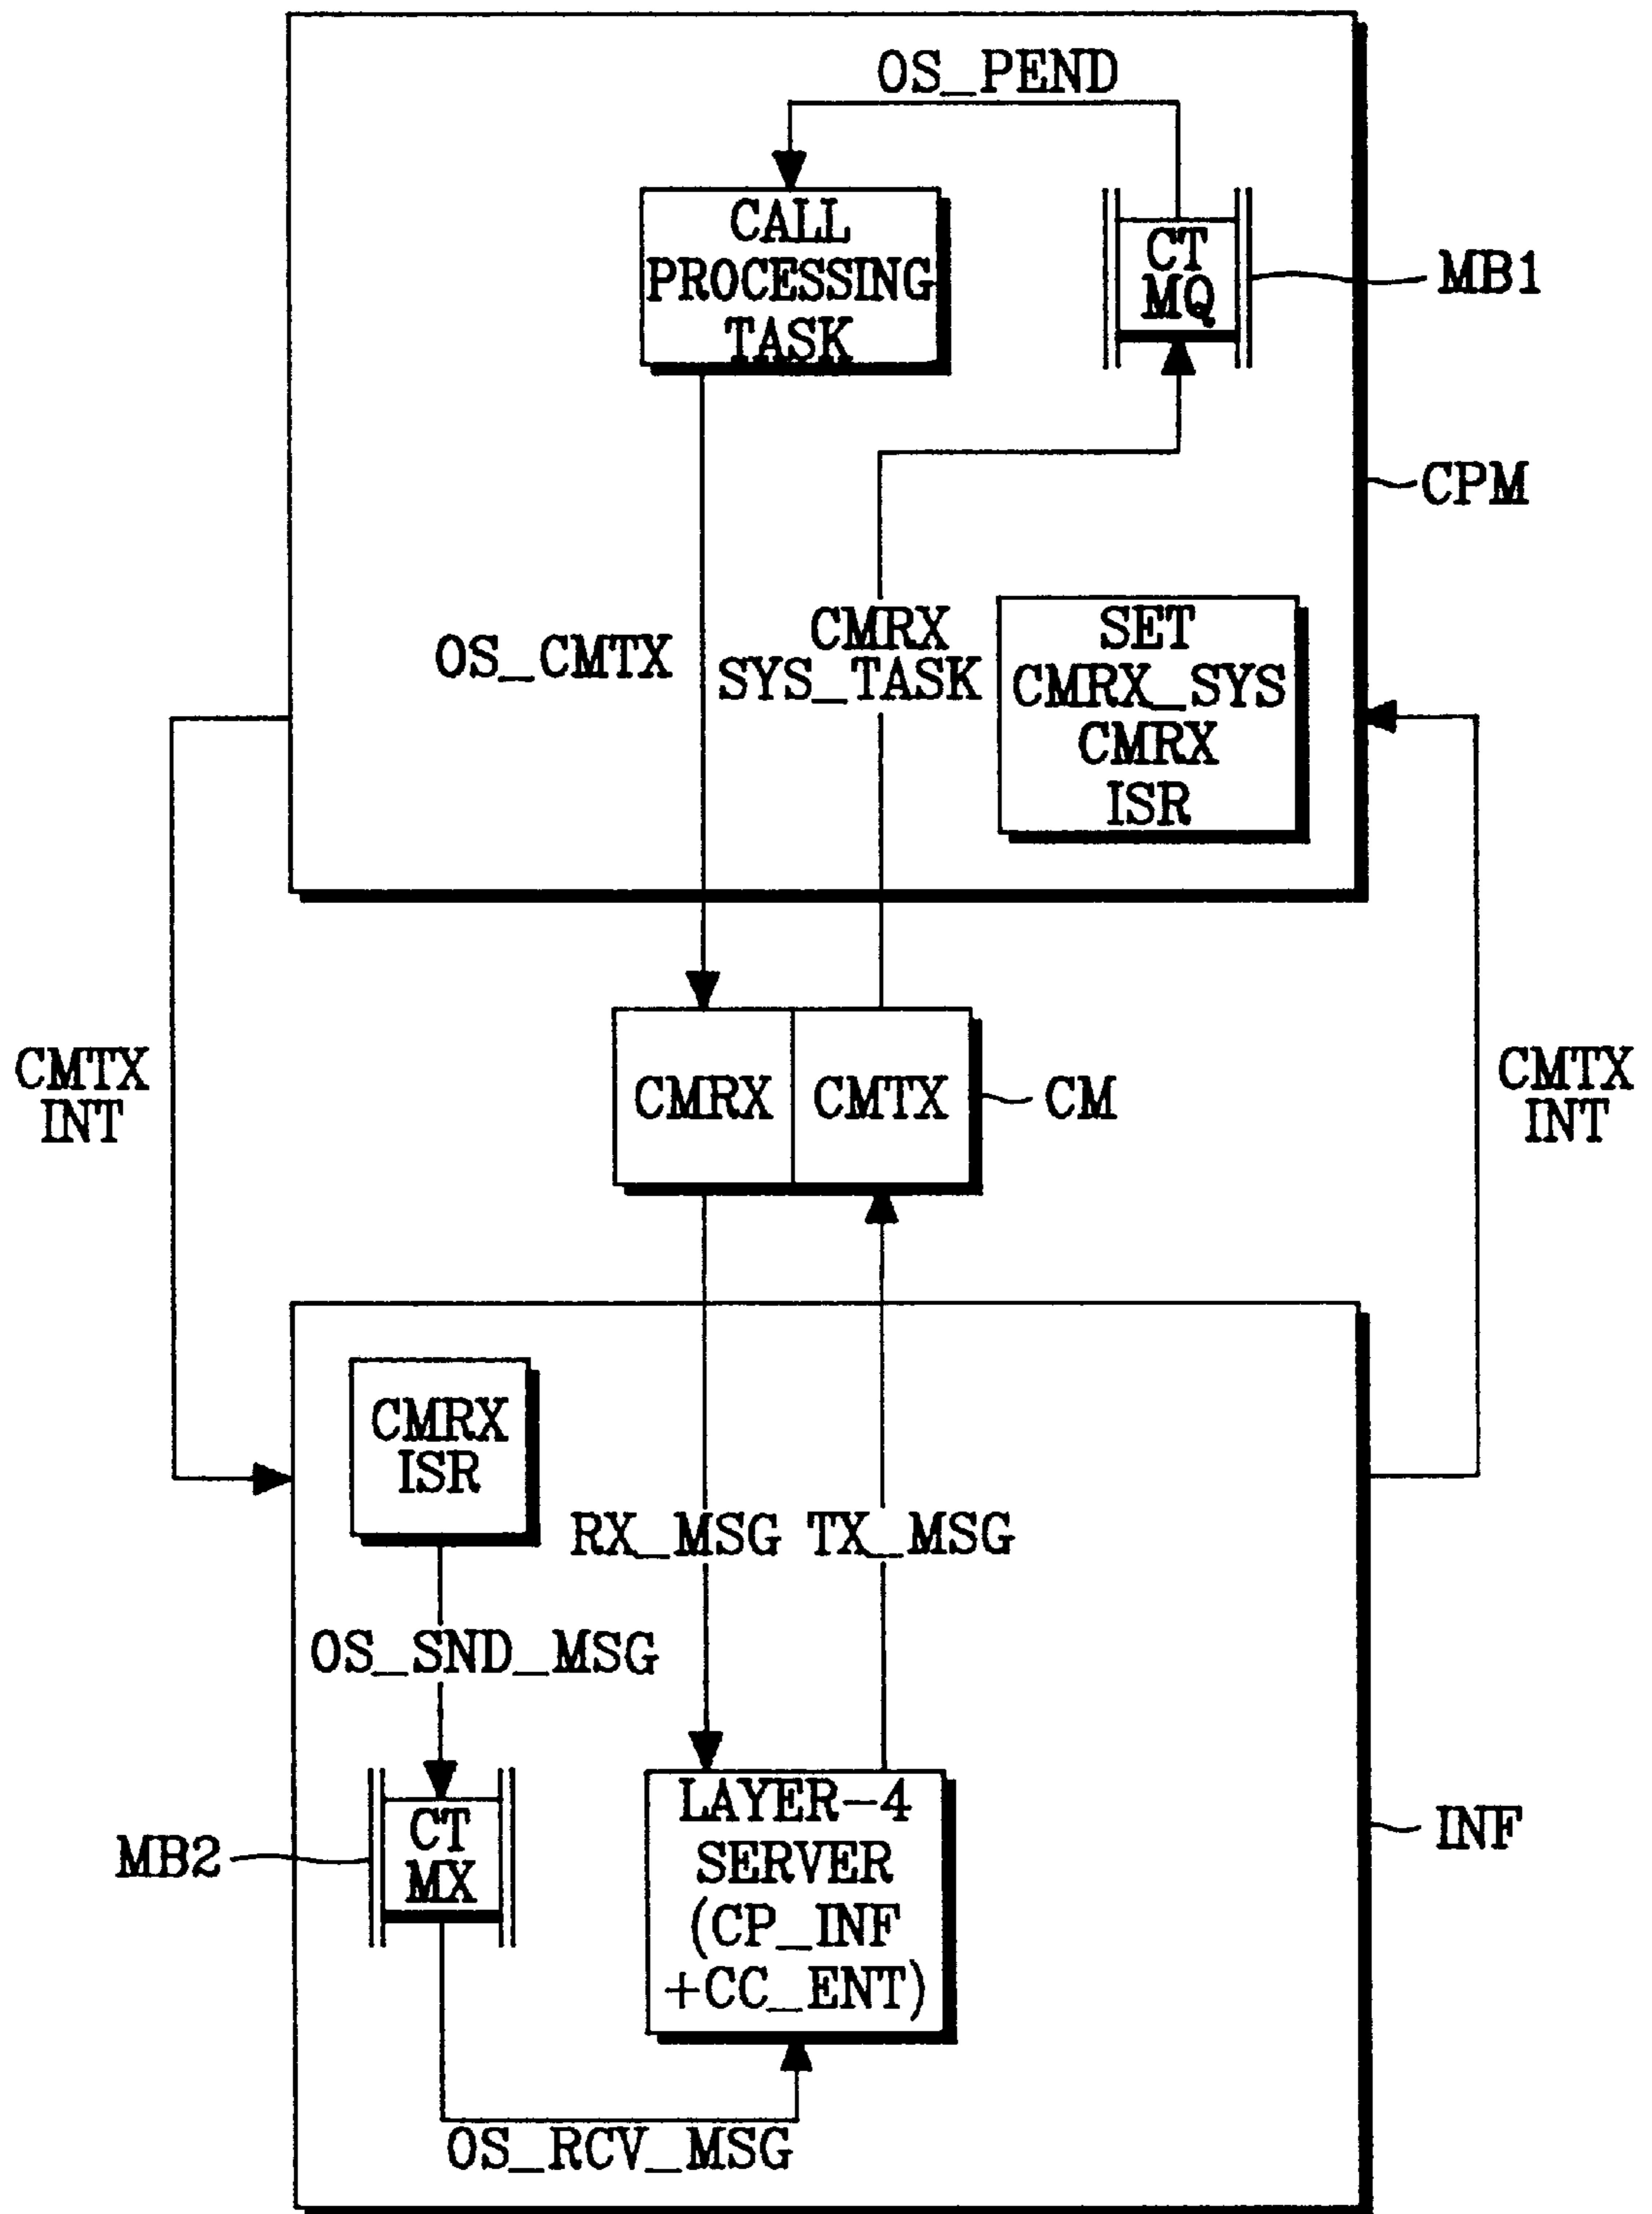 OS_PEND
CALL
PROCESSING
TASK
CT
MQ
MB1
CPM
OS_CMTX
CMRX
SYS_TASK
SET
CMRX_SYS
CMRX
ISR
CMTX
INT
CMRX
CMTX
CM
CMTX
INT
CMRX
ISR
RX_MSG
TX_MSG
OS_SND_MSG
CT
MX
MB2
LAYER-4
SERVER
(CP_INF
+CC_ENT)
INF
OS_RCV_MSG